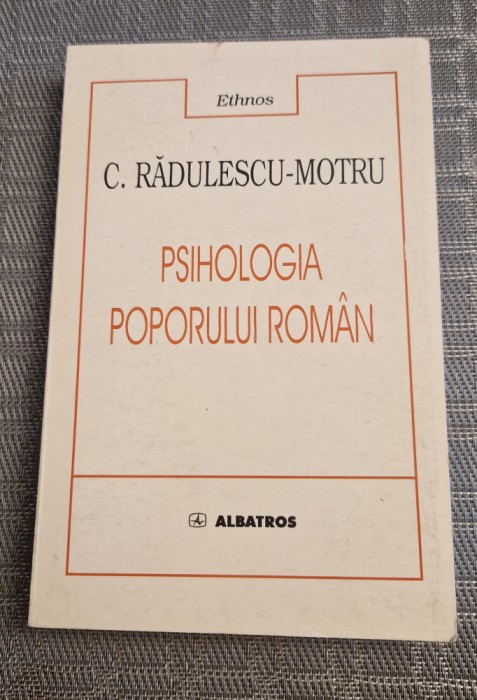 Ethnos
C. RĂDULESCU-MOTRU
PSIHOLOGIA
POPORULUI ROMÂN
ALBATROS